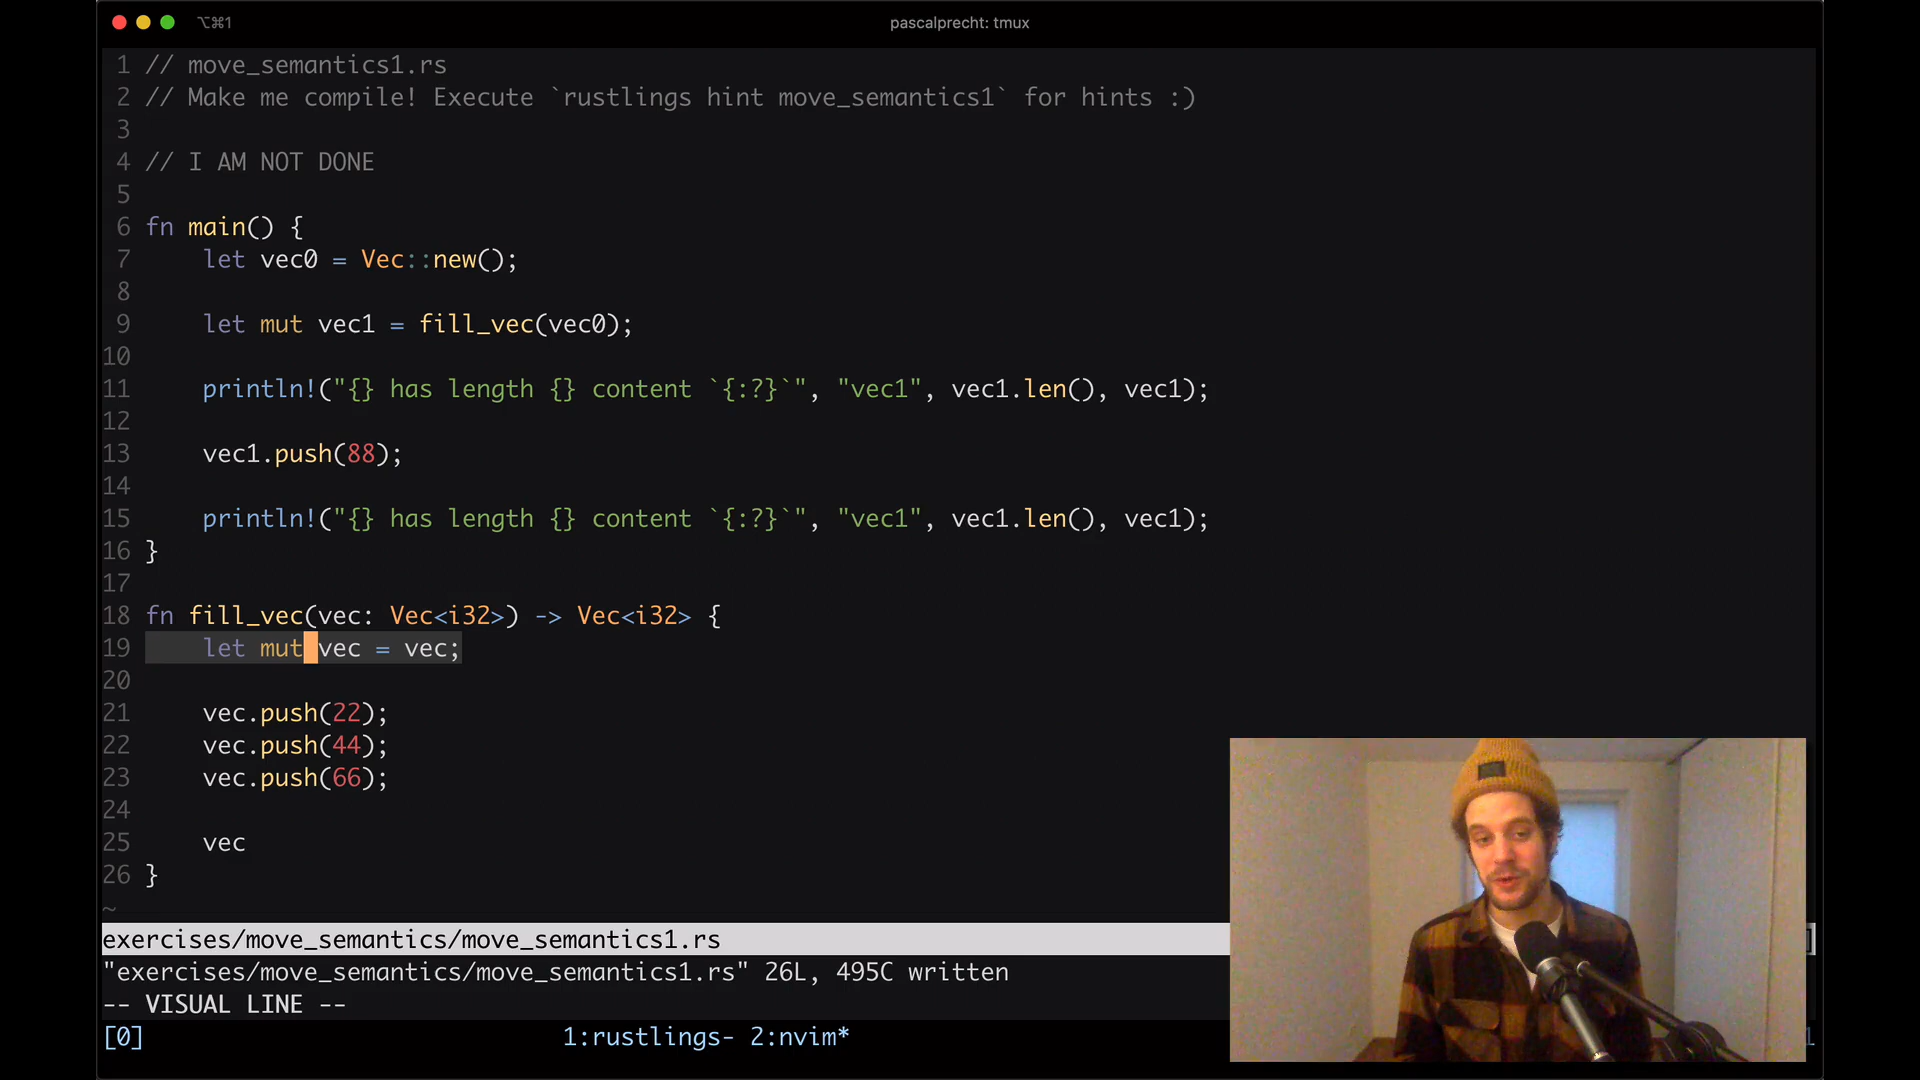 ⌥⌘1
pascalprecht: tmux
1 // move_semantics1.rs
2 // Make me compile! Execute `rustlings hint move_semantics1` for hints :)
3
4 // I AM NOT DONE
5
6 fn main() {
7     let vec0 = Vec::new();
8
9     let mut vec1 = fill_vec(vec0);
10
11     println!("{} has length {} content `{:?}`", "vec1", vec1.len(), vec1);
12
13     vec1.push(88);
14
15     println!("{} has length {} content `{:?}`", "vec1", vec1.len(), vec1);
16 }
17
18 fn fill_vec(vec: Vec<i32>) -> Vec<i32> {
19     let mut vec = vec;
20
21     vec.push(22);
22     vec.push(44);
23     vec.push(66);
24
25     vec
26 }
~
exercises/move_semantics/move_semantics1.rs
"exercises/move_semantics/move_semantics1.rs" 26L, 495C written
-- VISUAL LINE --
[0] 1:rustlings- 2:nvim*